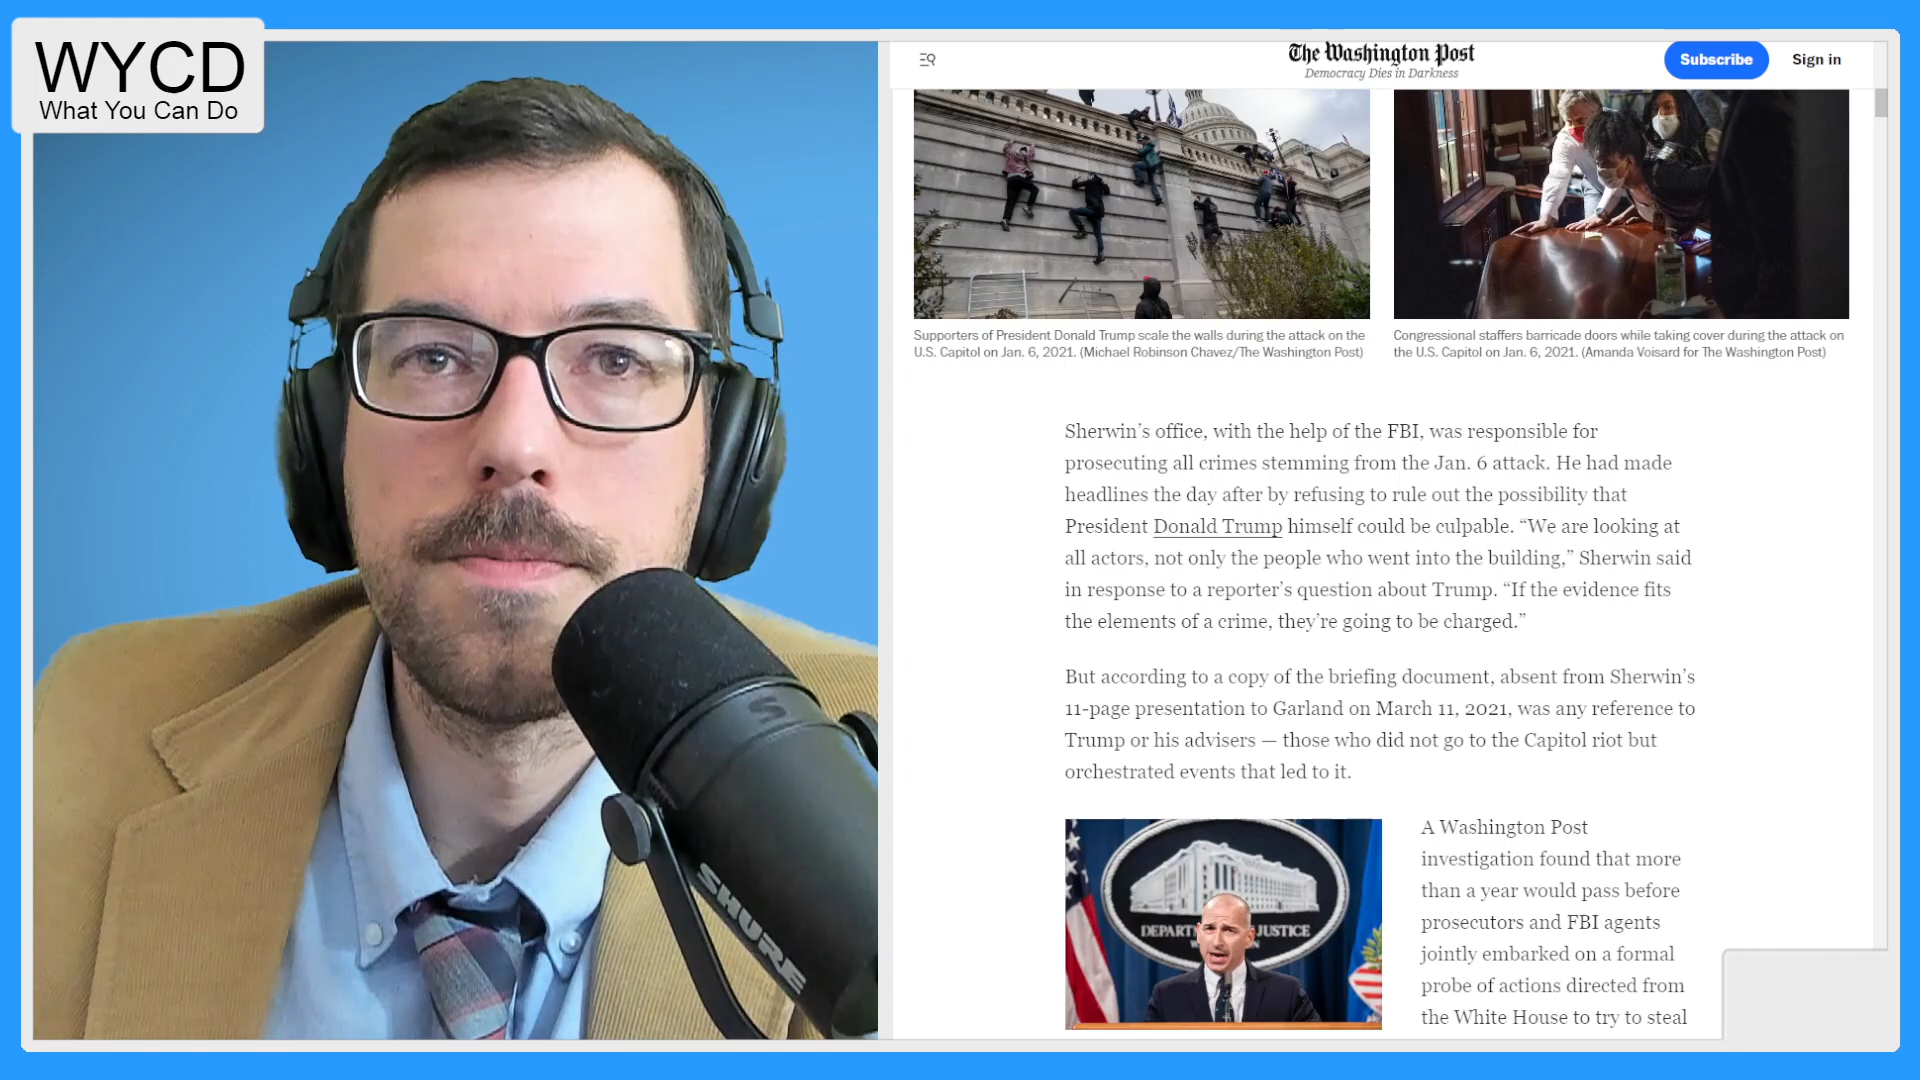 WYCD
What You Can Do
The Washington Post
Democracy Dies in Darkness
Subscribe
Sign in
Supporters of President Donald Trump scale the walls during the attack on the
U.S. Capitol on Jan. 6, 2021. (Michael Robinson Chavez/The Washington Post)
Congressional staffers barricade doors while taking cover during the attack on
the U.S. Capitol on Jan. 6, 2021. (Amanda Voisard for The Washington Post)
Sherwin’s office, with the help of the FBI, was responsible for
prosecuting all crimes stemming from the Jan. 6 attack. He had made
headlines the day after by refusing to rule out the possibility that
President Donald Trump himself could be culpable. “We are looking at
all actors, not only the people who went into the building,” Sherwin said
in response to a reporter’s question about Trump. “If the evidence fits
the elements of a crime, they’re going to be charged.”
But according to a copy of the briefing document, absent from Sherwin’s
11-page presentation to Garland on March 11, 2021, was any reference to
Trump or his advisers — those who did not go to the Capitol riot but
orchestrated events that led to it.
A Washington Post
investigation found that more
than a year would pass before
prosecutors and FBI agents
jointly embarked on a formal
probe of actions directed from
the White House to try to steal
JUSTICE
SHURE